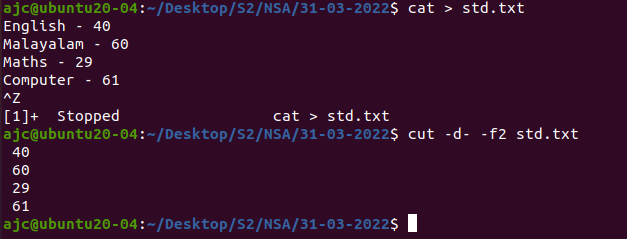 ajc@ubuntu20-04:~/Desktop/S2/NSA/31-03-2022$ cat > std.txt
English - 40
Malayalam - 60
Maths - 29
Computer - 61
^Z
[1]+  Stopped                 cat > std.txt
ajc@ubuntu20-04:~/Desktop/S2/NSA/31-03-2022$ cut -d- -f2 std.txt
 40
 60
 29
 61
ajc@ubuntu20-04:~/Desktop/S2/NSA/31-03-2022$